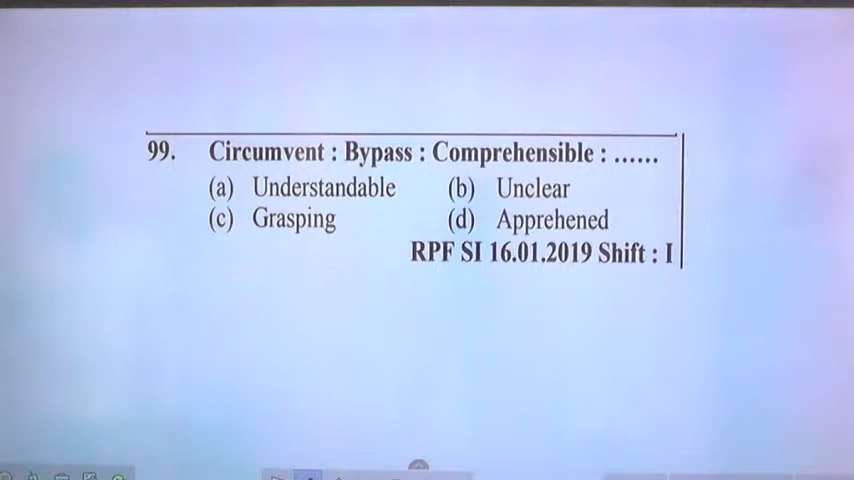 99. Circumvent : Bypass : Comprehensible : ......
(a) Understandable (b) Unclear
(c) Grasping (d) Apprehened
RPF SI 16.01.2019 Shift : I